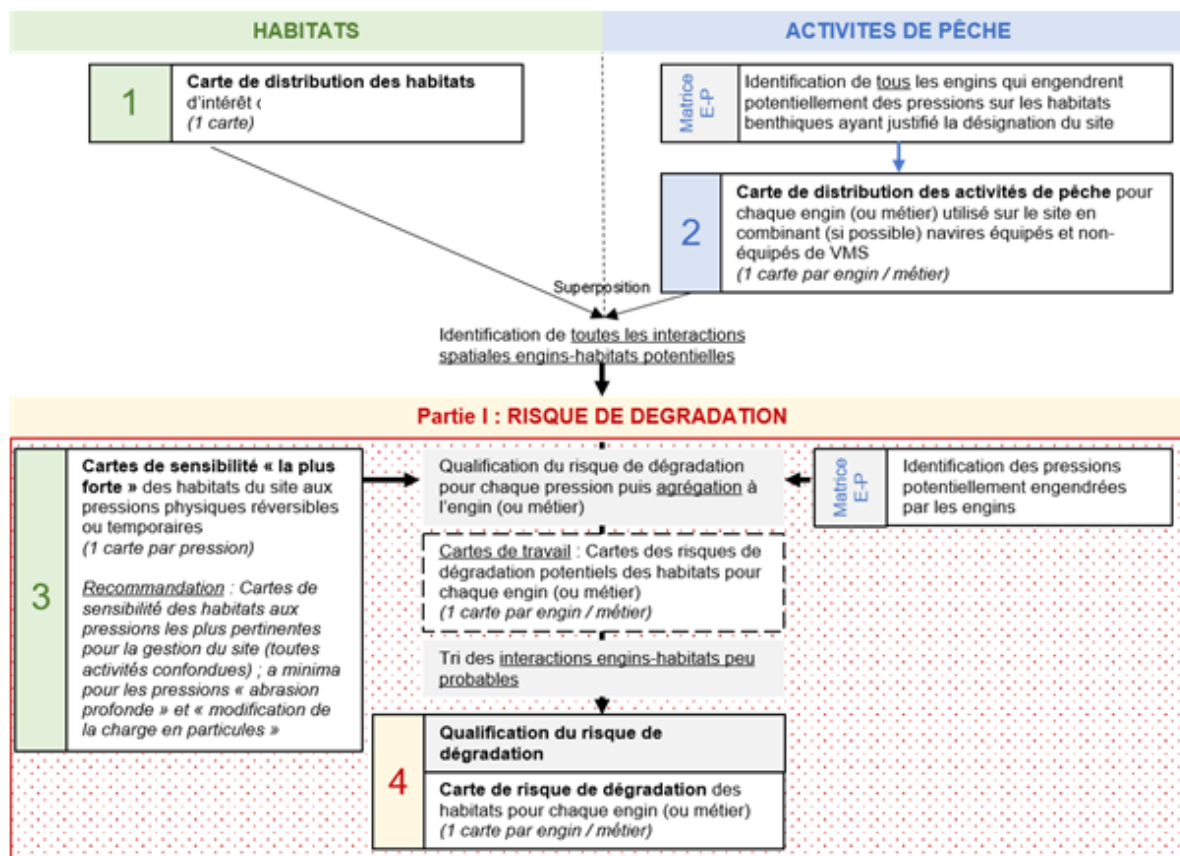 HABITATS
ACTIVITES DE PÊCHE
1
Carte de distribution des habitats
d'intérêt
(1 carte)
Matrice
E-P
Identification de tous les engins qui engendrent
potentiellement des pressions sur les habitats
benthiques ayant justifié la désignation du site
2
Carte de distribution des activités de pêche pour
chaque engin (ou métier) utilisé sur le site en
combinant (si possible) navires équipés et non-
équipés de VMS
(1 carte par engin / métier)
Superposition
Identification de toutes les interactions
spatiales engins-habitats potentielles
Partie I : RISQUE DE DEGRADATION
3
Cartes de sensibilité « la plus
forte » des habitats du site aux
pressions physiques réversibles
ou temporaires
(1 carte par pression)
Recommandation : Cartes de
sensibilité des habitats aux
pressions les plus pertinentes
pour la gestion du site (toutes
activités confondues) ; a minima
pour les pressions « abrasion
profonde » et « modification de
la charge en particules »
Qualification du risque de dégradation
pour chaque pression puis agrégation à
l'engin (ou métier)
Matrice
E-P
Identification des pressions
potentiellement engendrées
par les engins
Cartes de travail : Cartes des risques de
dégradation potentiels des habitats pour
chaque engin (ou métier)
(1 carte par engin / métier)
Tri des interactions engins-habitats peu
probables
4
Qualification du risque de
dégradation
Carte de risque de dégradation des
habitats pour chaque engin (ou métier)
(1 carte par engin / métier)